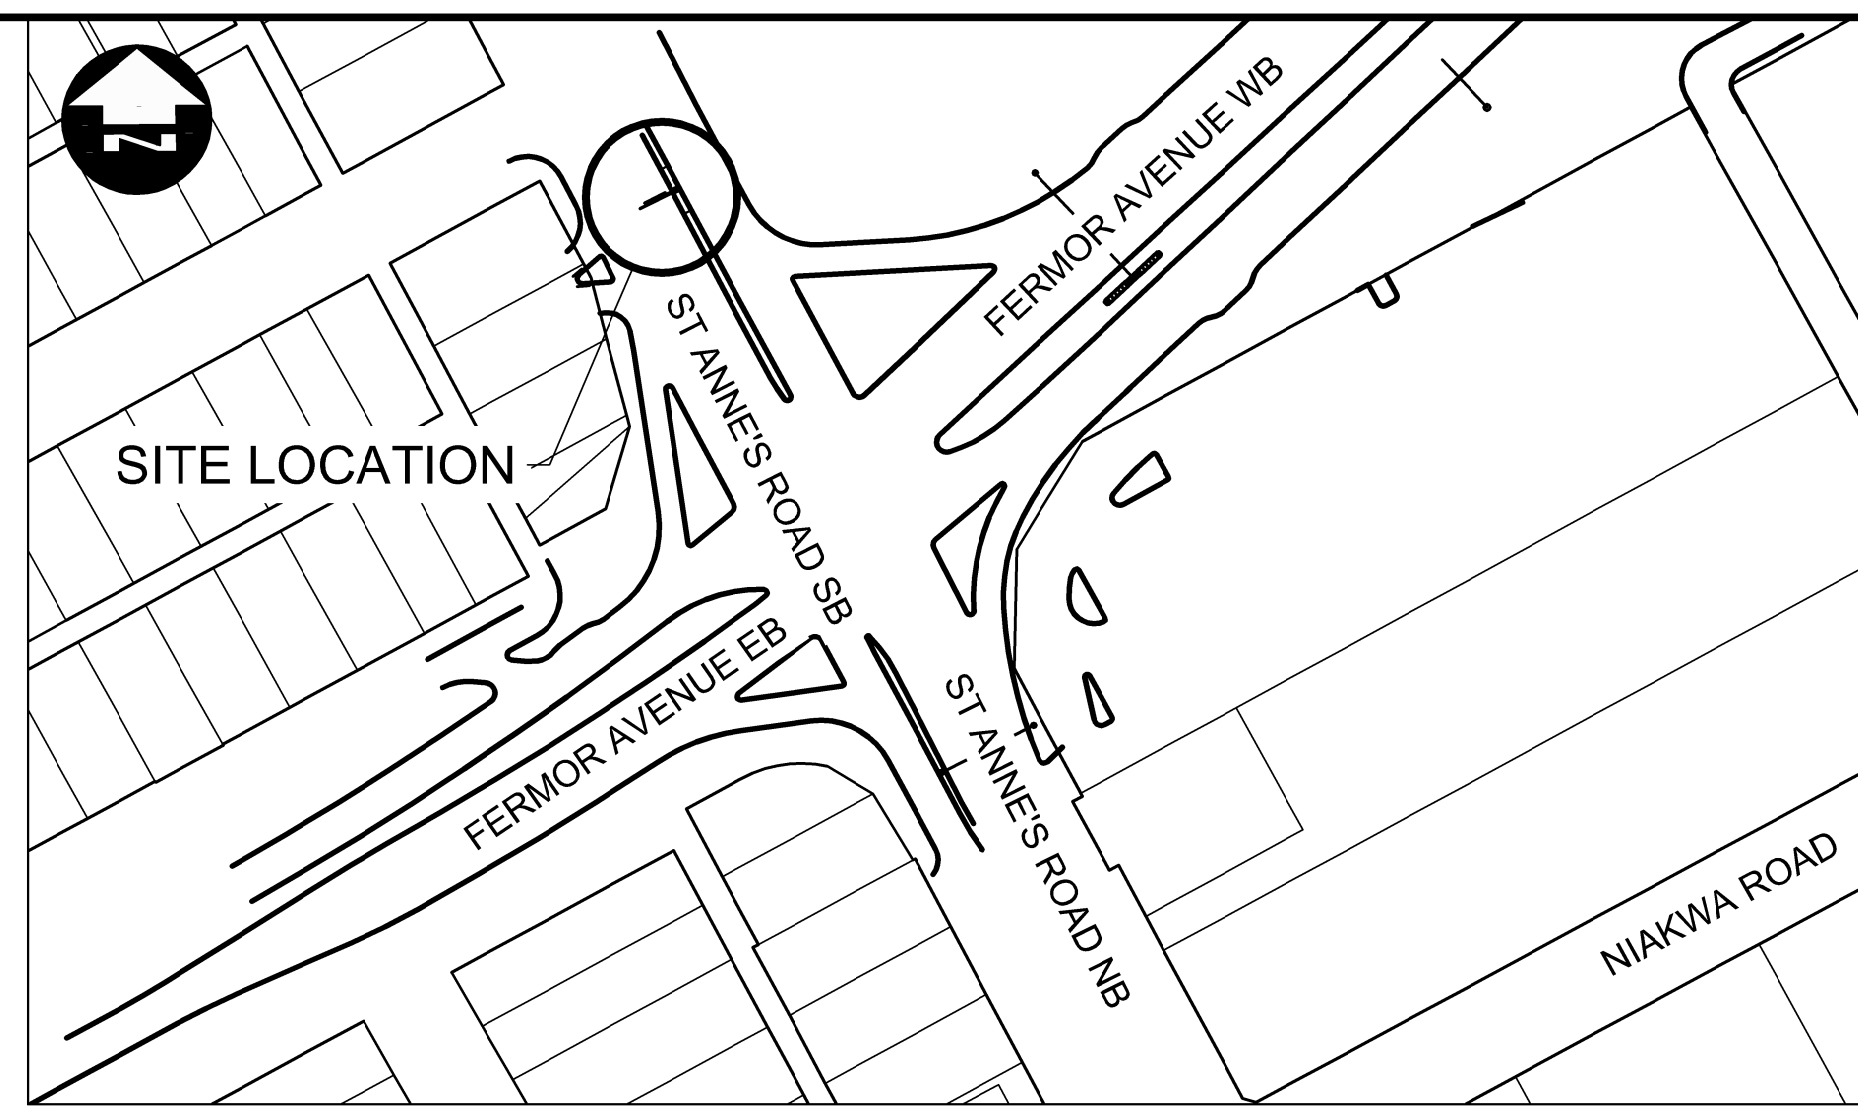 N
FERMOR AVENUE WB
ST ANNE'S ROAD SB
SITE LOCATION
FERMOR AVENUE EB
ST ANNE'S ROAD NB
NIAKWA ROAD